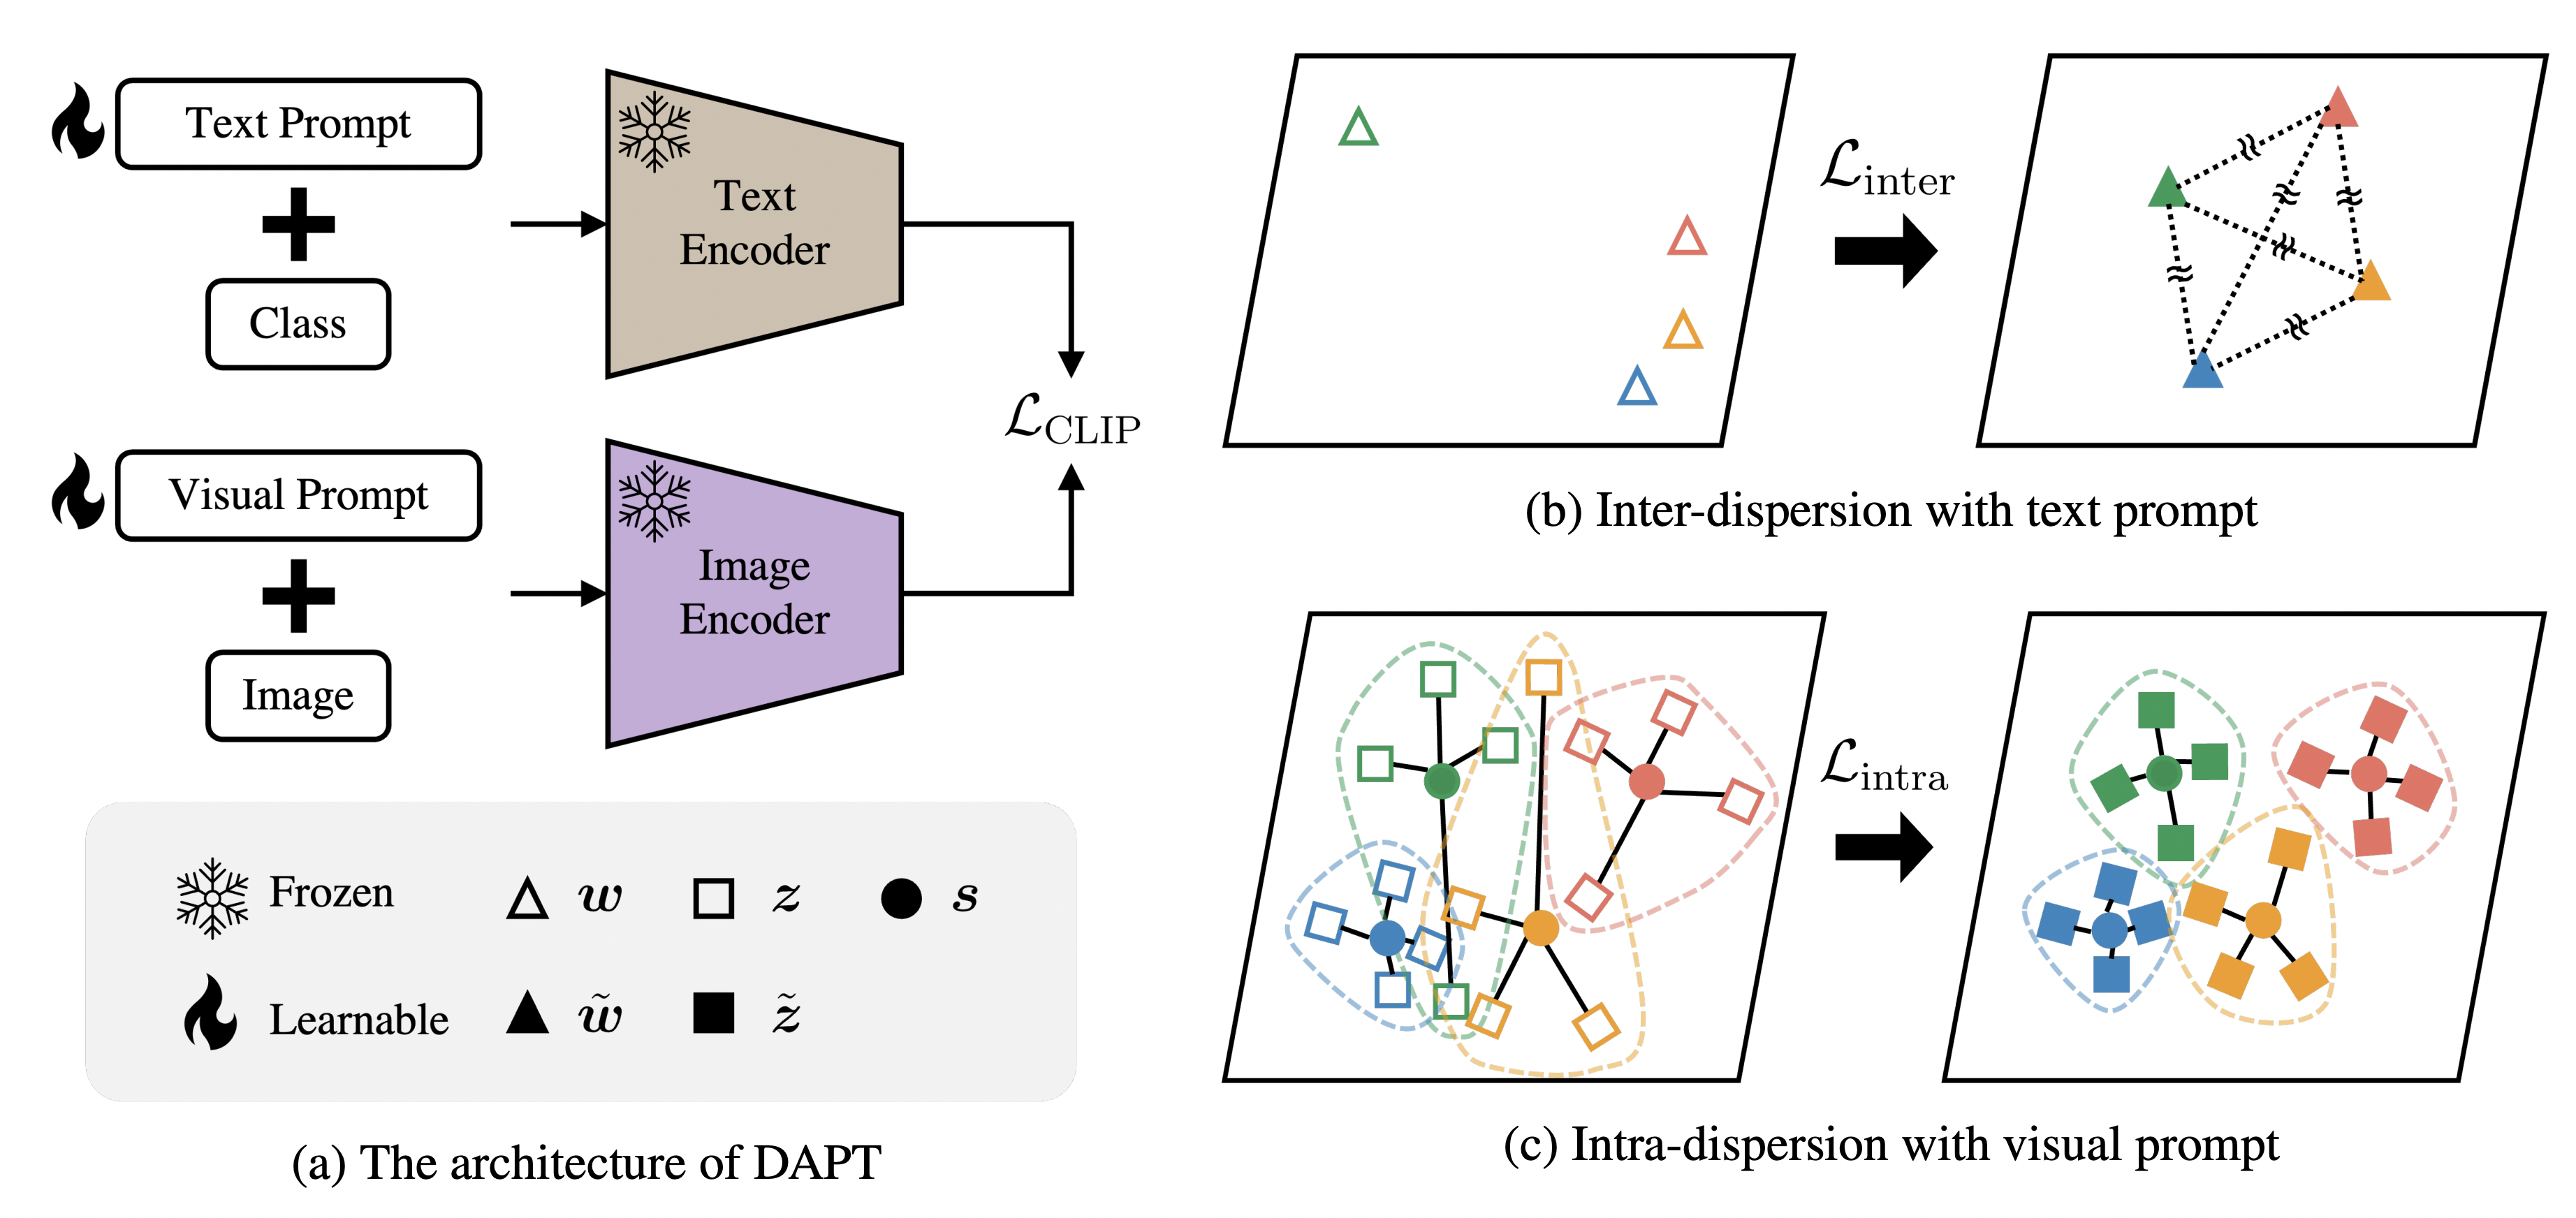 Text Prompt
Class
Text
Encoder
Visual Prompt
Image
Image
Encoder
ℒCLIP
Frozen
w
z
s
Learnable
w̃
z̃
(a) The architecture of DAPT
ℒinter
(b) Inter-dispersion with text prompt
ℒintra
(c) Intra-dispersion with visual prompt